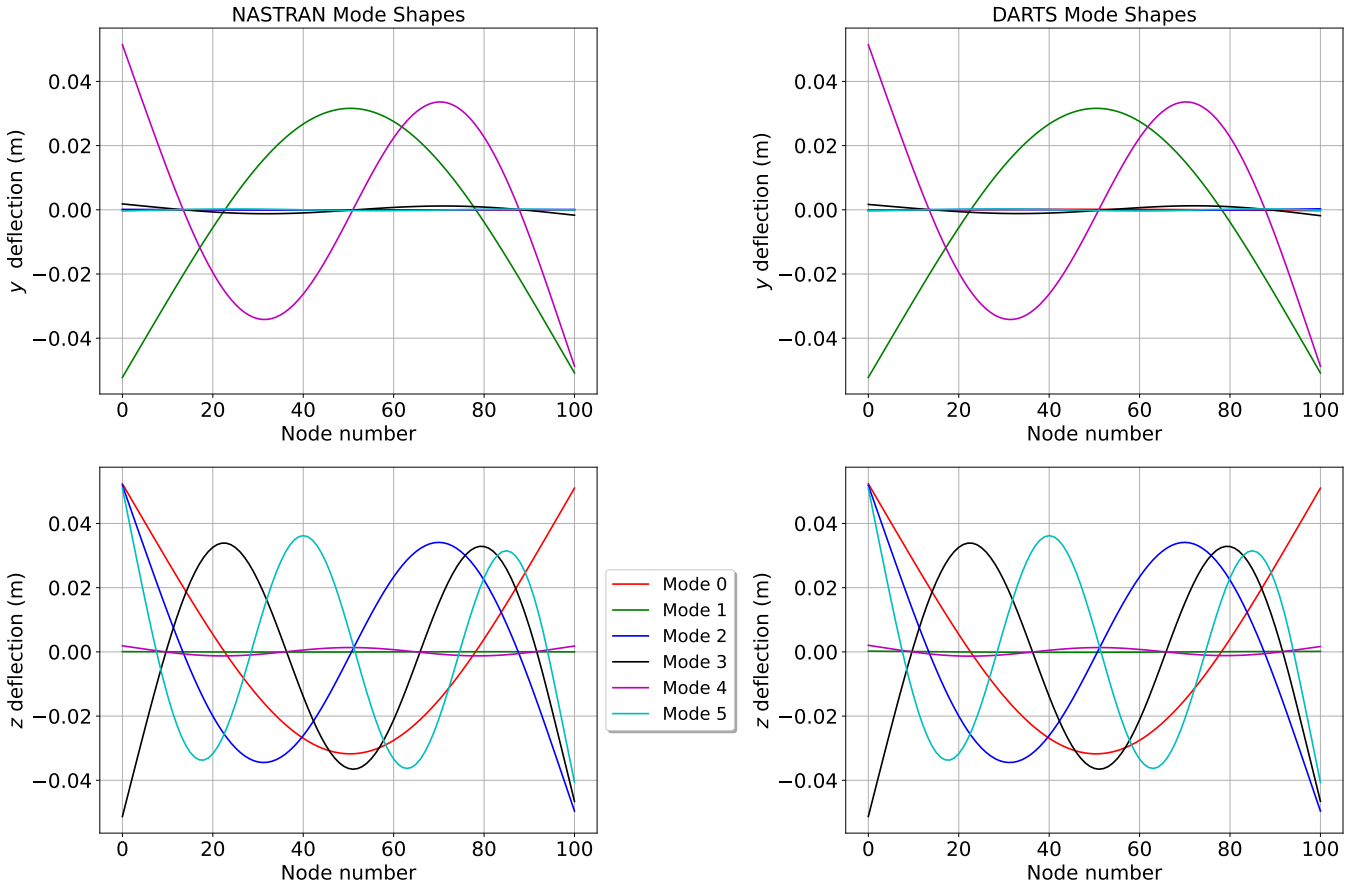 NASTRAN Mode Shapes
DARTS Mode Shapes
y deflection (m)
0.04
0.02
0.00
−0.02
−0.04
0 20 40 60 80 100
Node number
y deflection (m)
0.04
0.02
0.00
−0.02
−0.04
0 20 40 60 80 100
Node number
z deflection (m)
0.04
0.02
0.00
−0.02
−0.04
0 20 40 60 80 100
Node number
Mode 0
Mode 1
Mode 2
Mode 3
Mode 4
Mode 5
z deflection (m)
0.04
0.02
0.00
−0.02
−0.04
0 20 40 60 80 100
Node number